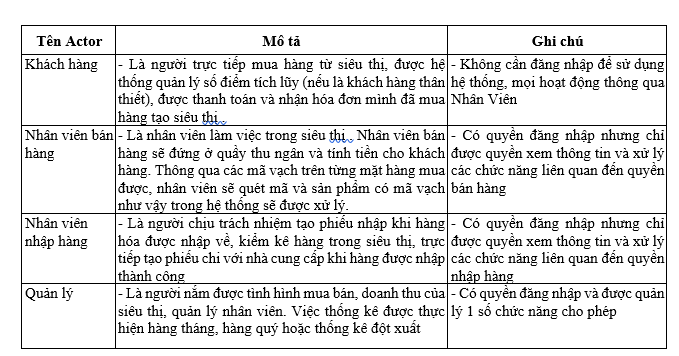 Tên Actor
Mô tả
Ghi chú
Khách hàng
- Là người trực tiếp mua hàng từ siêu thị, được hệ
thống quản lý số điểm tích lũy (nếu là khách hàng thân
thiết), được thanh toán và nhận hóa đơn mình đã mua
hàng tạo siêu thị
- Không cần đăng nhập để sử dụng
hệ thống, mọi hoạt động thông qua
Nhân Viên
Nhân viên bán
hàng
- Là nhân viên làm việc trong siêu thị. Nhân viên bán
hàng sẽ đứng ở quầy thu ngân và tính tiền cho khách
hàng. Thông qua các mã vạch trên từng mặt hàng mua
được, nhân viên sẽ quét mã và sản phẩm có mã vạch
như vậy trong hệ thống sẽ được xử lý.
- Có quyền đăng nhập nhưng chỉ
được quyền xem thông tin và xử lý
các chức năng liên quan đến quyền
bán hàng
Nhân viên
nhập hàng
- Là người chịu trách nhiệm tạo phiếu nhập khi hàng
hóa được nhập về, kiểm kê hàng trong siêu thị, trực
tiếp tạo phiếu chi với nhà cung cấp khi hàng được nhập
thành công
- Có quyền đăng nhập nhưng chỉ
được quyền xem thông tin và xử lý
các chức năng liên quan đến quyền
nhập hàng
Quản lý
- Là người nắm được tình hình mua bán, doanh thu của
siêu thị, quản lý nhân viên. Việc thống kê được thực
hiện hàng tháng, hàng quý hoặc thống kê đột xuất
- Có quyền đăng nhập và được quản
lý 1 số chức năng cho phép